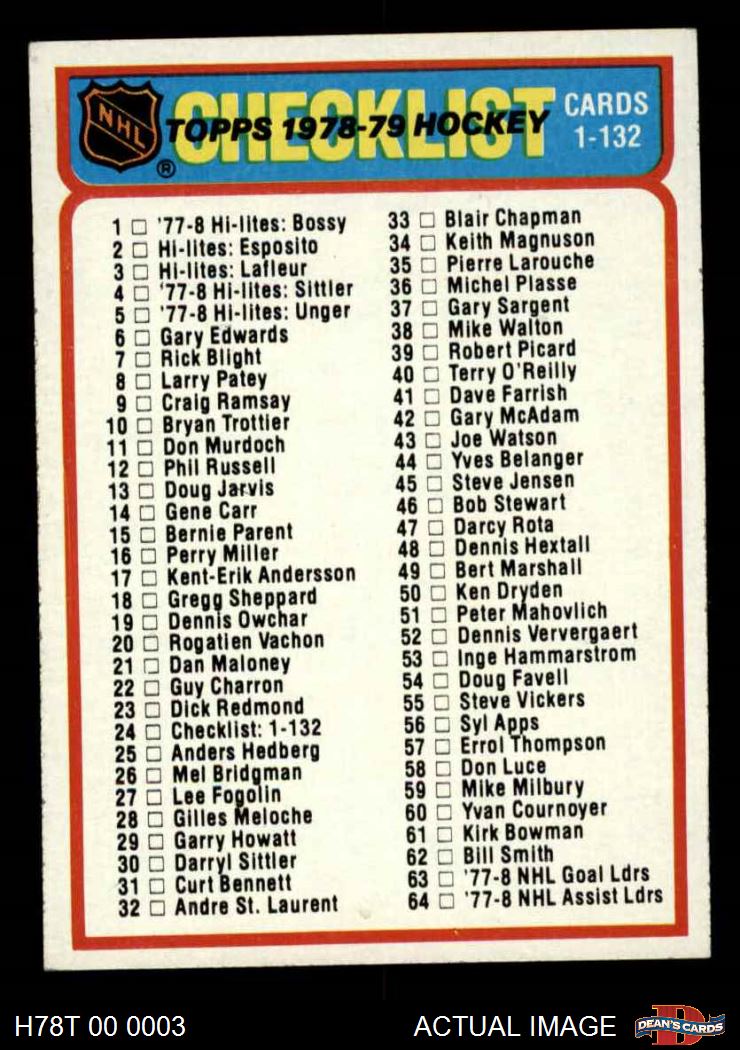 NHL
®
CHECKLIST
TOPPS 1978-79 HOCKEY
CARDS
1-132
1 □ '77-8 Hi-lites: Bossy
2 □ Hi-lites: Esposito
3 □ Hi-lites: Lafleur
4 □ '77-8 Hi-lites: Sittler
5 □ '77-8 Hi-lites: Unger
6 □ Gary Edwards
7 □ Rick Blight
8 □ Larry Patey
9 □ Craig Ramsay
10 □ Bryan Trottier
11 □ Don Murdoch
12 □ Phil Russell
13 □ Doug Jarvis
14 □ Gene Carr
15 □ Bernie Parent
16 □ Perry Miller
17 □ Kent-Erik Andersson
18 □ Gregg Sheppard
19 □ Dennis Owchar
20 □ Rogatien Vachon
21 □ Dan Maloney
22 □ Guy Charron
23 □ Dick Redmond
24 □ Checklist: 1-132
25 □ Anders Hedberg
26 □ Mel Bridgman
27 □ Lee Fogolin
28 □ Gilles Meloche
29 □ Garry Howatt
30 □ Darryl Sittler
31 □ Curt Bennett
32 □ Andre St. Laurent
33 □ Blair Chapman
34 □ Keith Magnuson
35 □ Pierre Larouche
36 □ Michel Plasse
37 □ Gary Sargent
38 □ Mike Walton
39 □ Robert Picard
40 □ Terry O'Reilly
41 □ Dave Farrish
42 □ Gary McAdam
43 □ Joe Watson
44 □ Yves Belanger
45 □ Steve Jensen
46 □ Bob Stewart
47 □ Darcy Rota
48 □ Dennis Hextall
49 □ Bert Marshall
50 □ Ken Dryden
51 □ Peter Mahovlich
52 □ Dennis Ververgaert
53 □ Inge Hammarstrom
54 □ Doug Favell
55 □ Steve Vickers
56 □ Syl Apps
57 □ Errol Thompson
58 □ Don Luce
59 □ Mike Milbury
60 □ Yvan Cournoyer
61 □ Kirk Bowman
62 □ Bill Smith
63 □ '77-8 NHL Goal Ldrs
64 □ '77-8 NHL Assist Ldrs
H78T 00 0003
ACTUAL IMAGE
D
DEAN'S CARDS